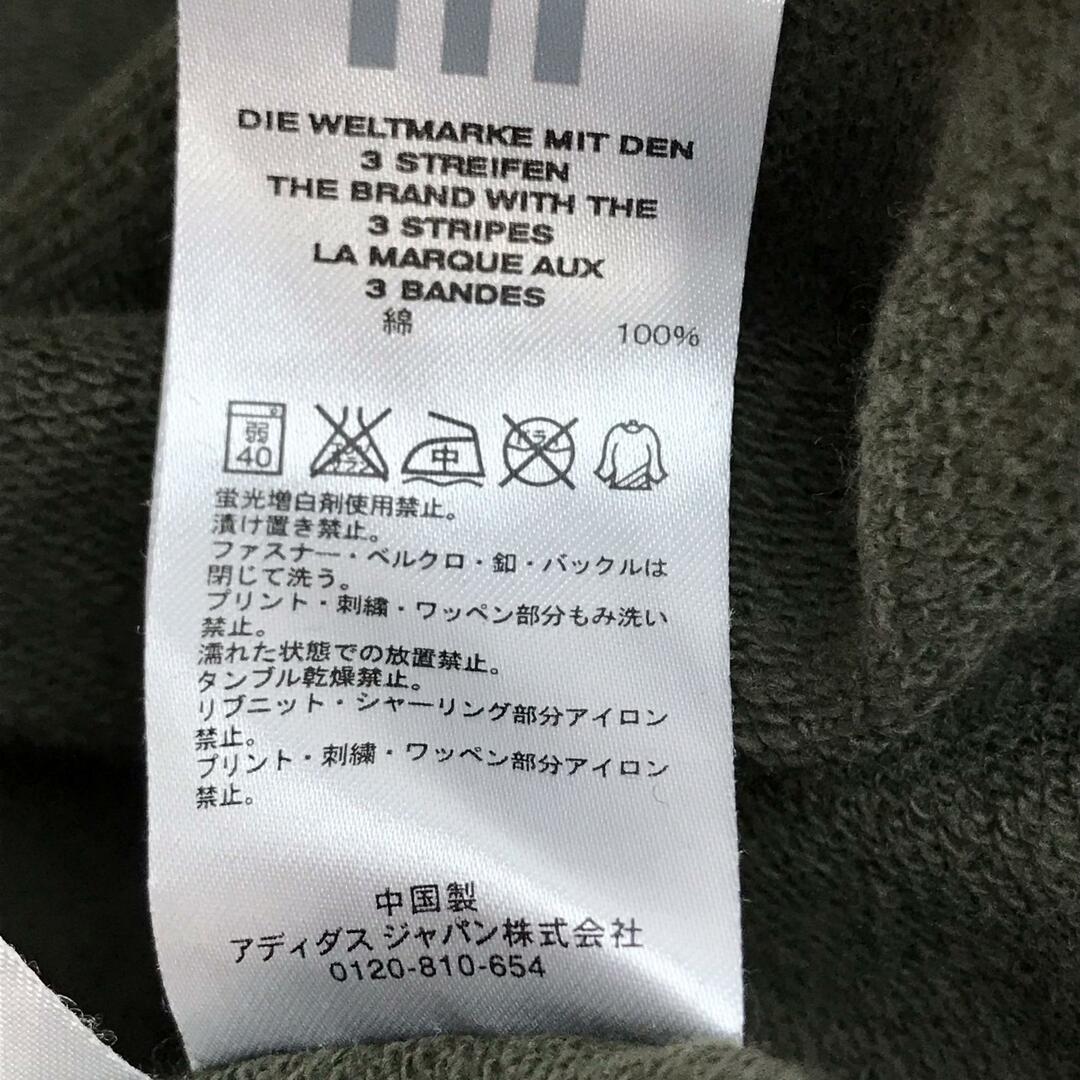 DIE WELTMARKE MIT DEN
3 STREIFEN
THE BRAND WITH THE
3 STRIPES
LA MARQUE AUX
3 BANDES
綿 100%
弱
40
中
蛍光増白剤使用禁止。
漬け置き禁止。
ファスナー・ベルクロ・釦・バックルは
閉じて洗う。
プリント・刺繍・ワッペン部分もみ洗い
禁止。
濡れた状態での放置禁止。
タンブル乾燥禁止。
リブニット・シャーリング部分アイロン
禁止。
プリント・刺繍・ワッペン部分アイロン
禁止。
中国製
アディダス ジャパン株式会社
0120-810-654